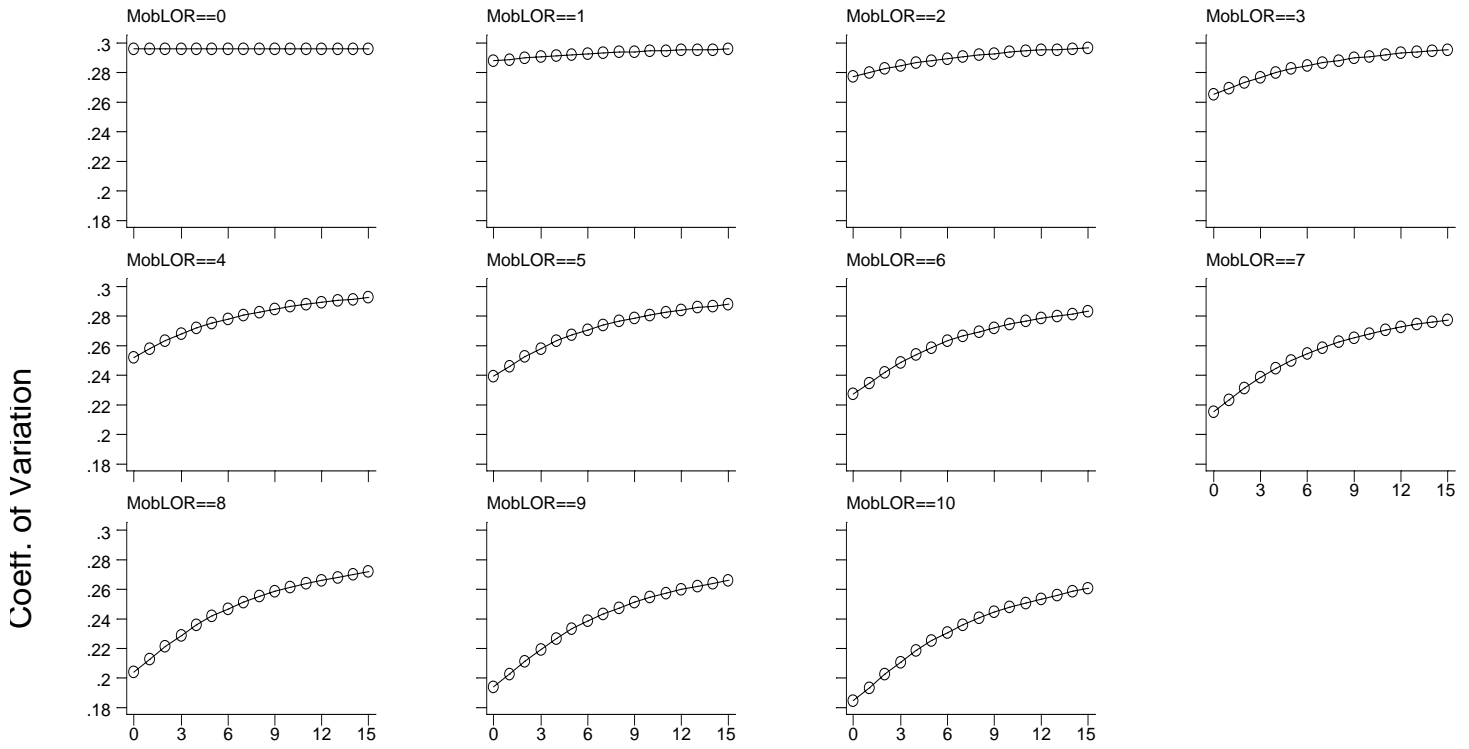 MobLOR==0
MobLOR==1
MobLOR==2
MobLOR==3
.3
.28
.26
.24
.22
.2
.18
MobLOR==4
MobLOR==5
MobLOR==6
MobLOR==7
.3
.28
.26
.24
.22
.2
.18
0 3 6 9 12 15
MobLOR==8
MobLOR==9
MobLOR==10
.3
.28
.26
.24
.22
.2
.18
0 3 6 9 12 15
0 3 6 9 12 15
0 3 6 9 12 15
Coeff. of Variation